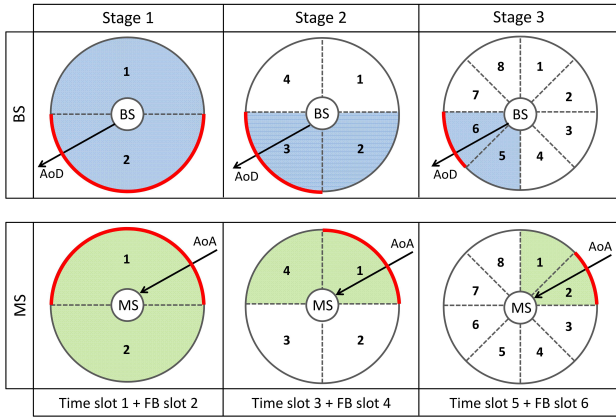 Stage 1
Stage 2
Stage 3
BS
1
BS
2
AoD
4 1
BS
3 2
AoD
8 1
7 2
BS
6 3
5 4
AoD
MS
1
AoA
MS
2
4 1
AoA
MS
3 2
8 1
AoA
7 2
MS
6 3
5 4
Time slot 1 + FB slot 2
Time slot 3 + FB slot 4
Time slot 5 + FB slot 6